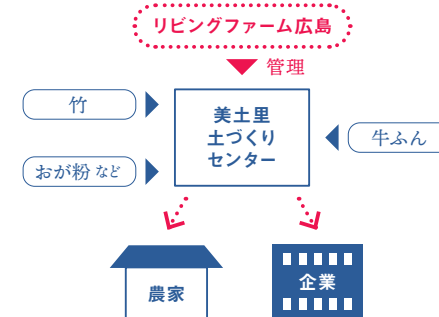 リビングファーム広島
管理
竹
美土里
土づくり
センター
牛ふん
おが粉 など
農家
企業